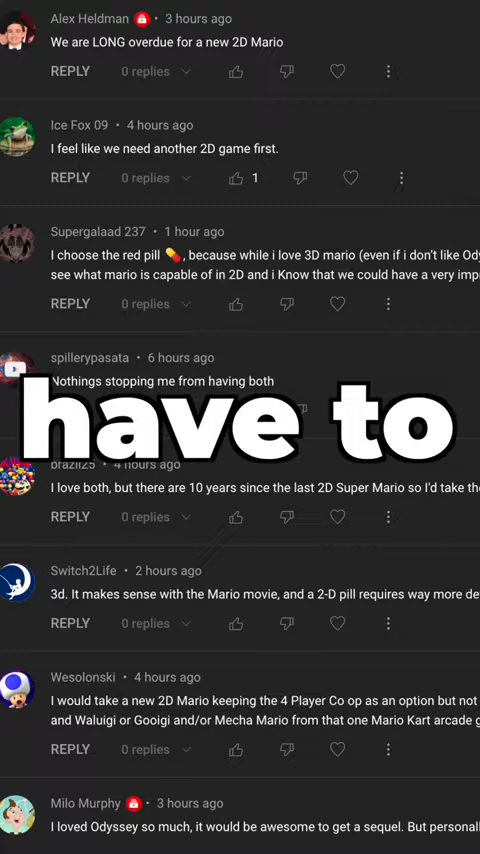 Alex Heldman • 3 hours ago
We are LONG overdue for a new 2D Mario
REPLY 0 replies
Ice Fox 09 • 4 hours ago
I feel like we need another 2D game first.
REPLY 0 replies 1
Supergalaad 237 • 1 hour ago
I choose the red pill 💊, because while i love 3D mario (even if i don't like Ody
see what mario is capable of in 2D and i Know that we could have a very impr
REPLY 0 replies
spillerypasata • 6 hours ago
Nothings stopping me from having both
have to
brazil25 • 4 hours ago
I love both, but there are 10 years since the last 2D Super Mario so I'd take the
REPLY 0 replies
Switch2Life • 2 hours ago
3d. It makes sense with the Mario movie, and a 2-D pill requires way more de
REPLY 0 replies
Wesolonski • 4 hours ago
I would take a new 2D Mario keeping the 4 Player Co op as an option but not
and Waluigi or Gooigi and/or Mecha Mario from that one Mario Kart arcade g
REPLY 0 replies
Milo Murphy • 3 hours ago
I loved Odyssey so much, it would be awesome to get a sequel. But personall